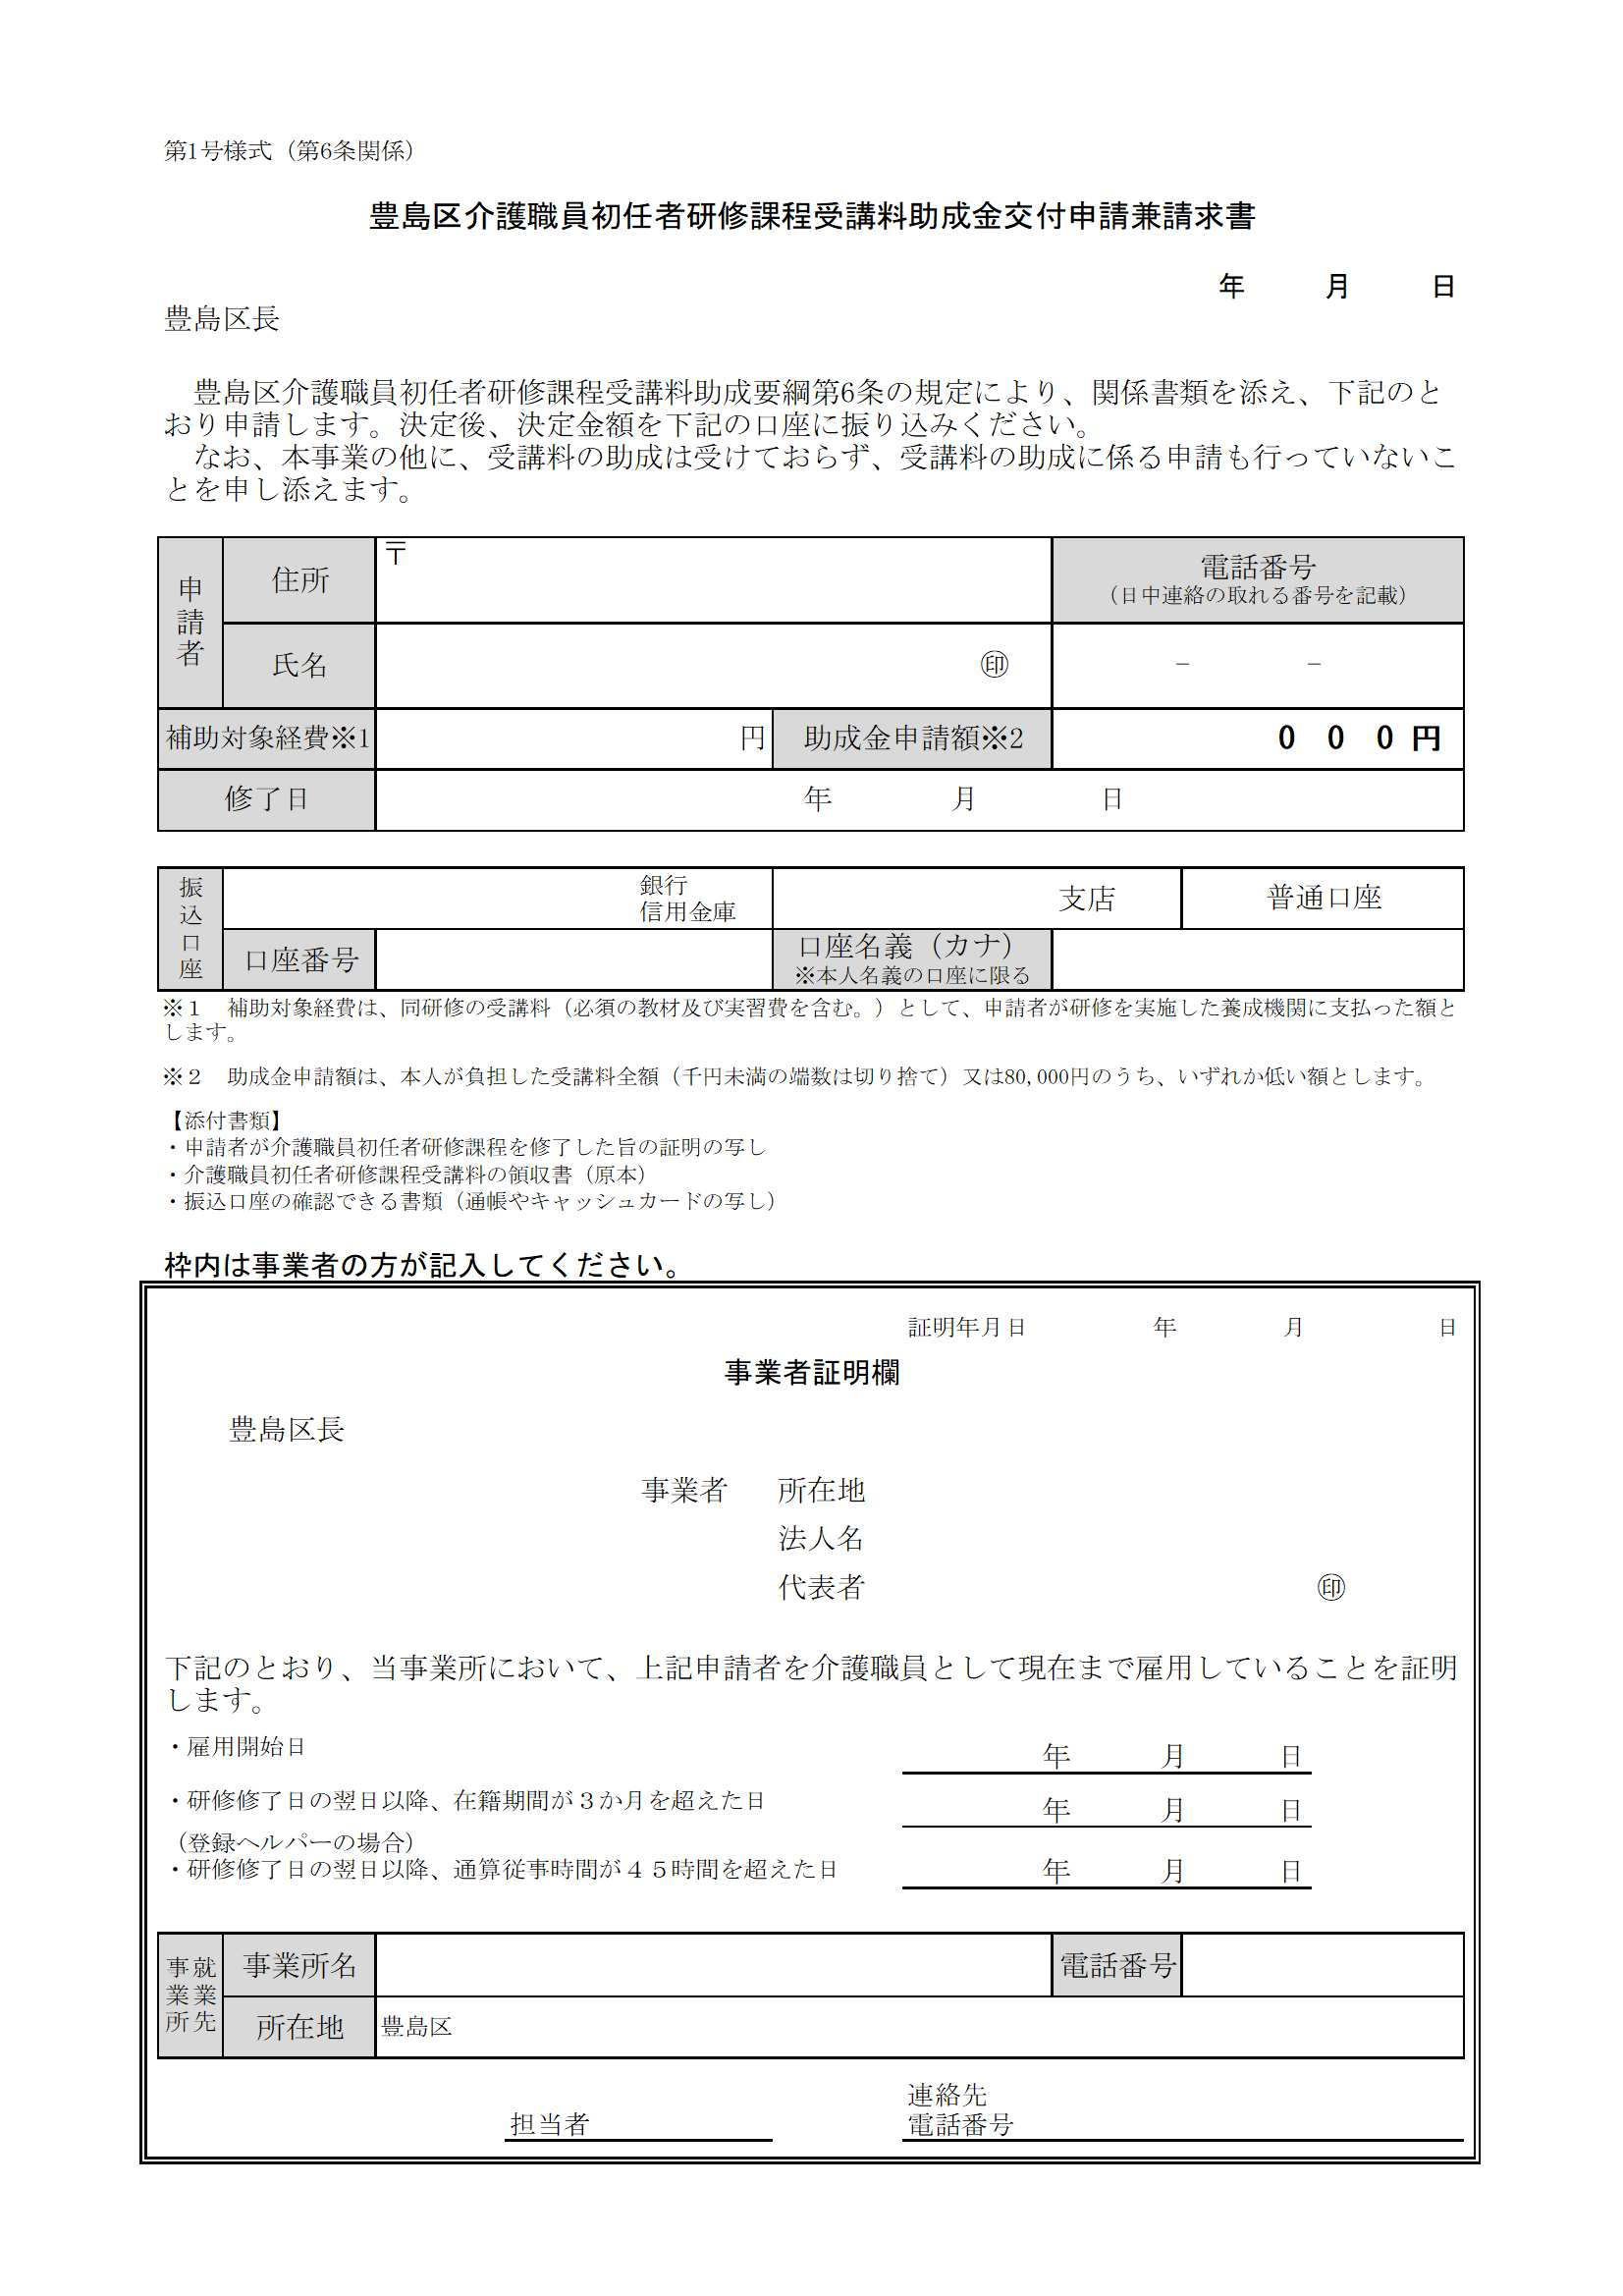 第1号様式（第6条関係）
豊島区介護職員初任者研修課程受講料助成金交付申請兼請求書
年　月　日
豊島区長
豊島区介護職員初任者研修課程受講料助成要綱第6条の規定により、関係書類を添え、下記のと
おり申請します。決定後、決定金額を下記の口座に振り込みください。
なお、本事業の他に、受講料の助成は受けておらず、受講料の助成に係る申請も行っていないこ
とを申し添えます。
申請者
住所
〒
電話番号
（日中連絡の取れる番号を記載）
氏名
㊞
－　－
補助対象経費※1
円
助成金申請額※2
０ ０ ０ 円
修了日
年　月　日
振込口座
銀行
信用金庫
支店
普通口座
口座番号
口座名義（カナ）
※本人名義の口座に限る
※１　補助対象経費は、同研修の受講料（必須の教材及び実習費を含む。）として、申請者が研修を実施した養成機関に支払った額と
します。
※２　助成金申請額は、本人が負担した受講料全額（千円未満の端数は切り捨て）又は80,000円のうち、いずれか低い額とします。
【添付書類】
・申請者が介護職員初任者研修課程を修了した旨の証明の写し
・介護職員初任者研修課程受講料の領収書（原本）
・振込口座の確認できる書類（通帳やキャッシュカードの写し）
枠内は事業者の方が記入してください。
証明年月日　年　月　日
事業者証明欄
豊島区長
事業者　所在地
法人名
代表者　㊞
下記のとおり、当事業所において、上記申請者を介護職員として現在まで雇用していることを証明
します。
・雇用開始日　年　月　日
・研修修了日の翌日以降、在籍期間が３か月を超えた日　年　月　日
（登録ヘルパーの場合）
・研修修了日の翌日以降、通算従事時間が４５時間を超えた日　年　月　日
就業先
事業所
事業所名
電話番号
所在地
豊島区
連絡先
担当者
電話番号